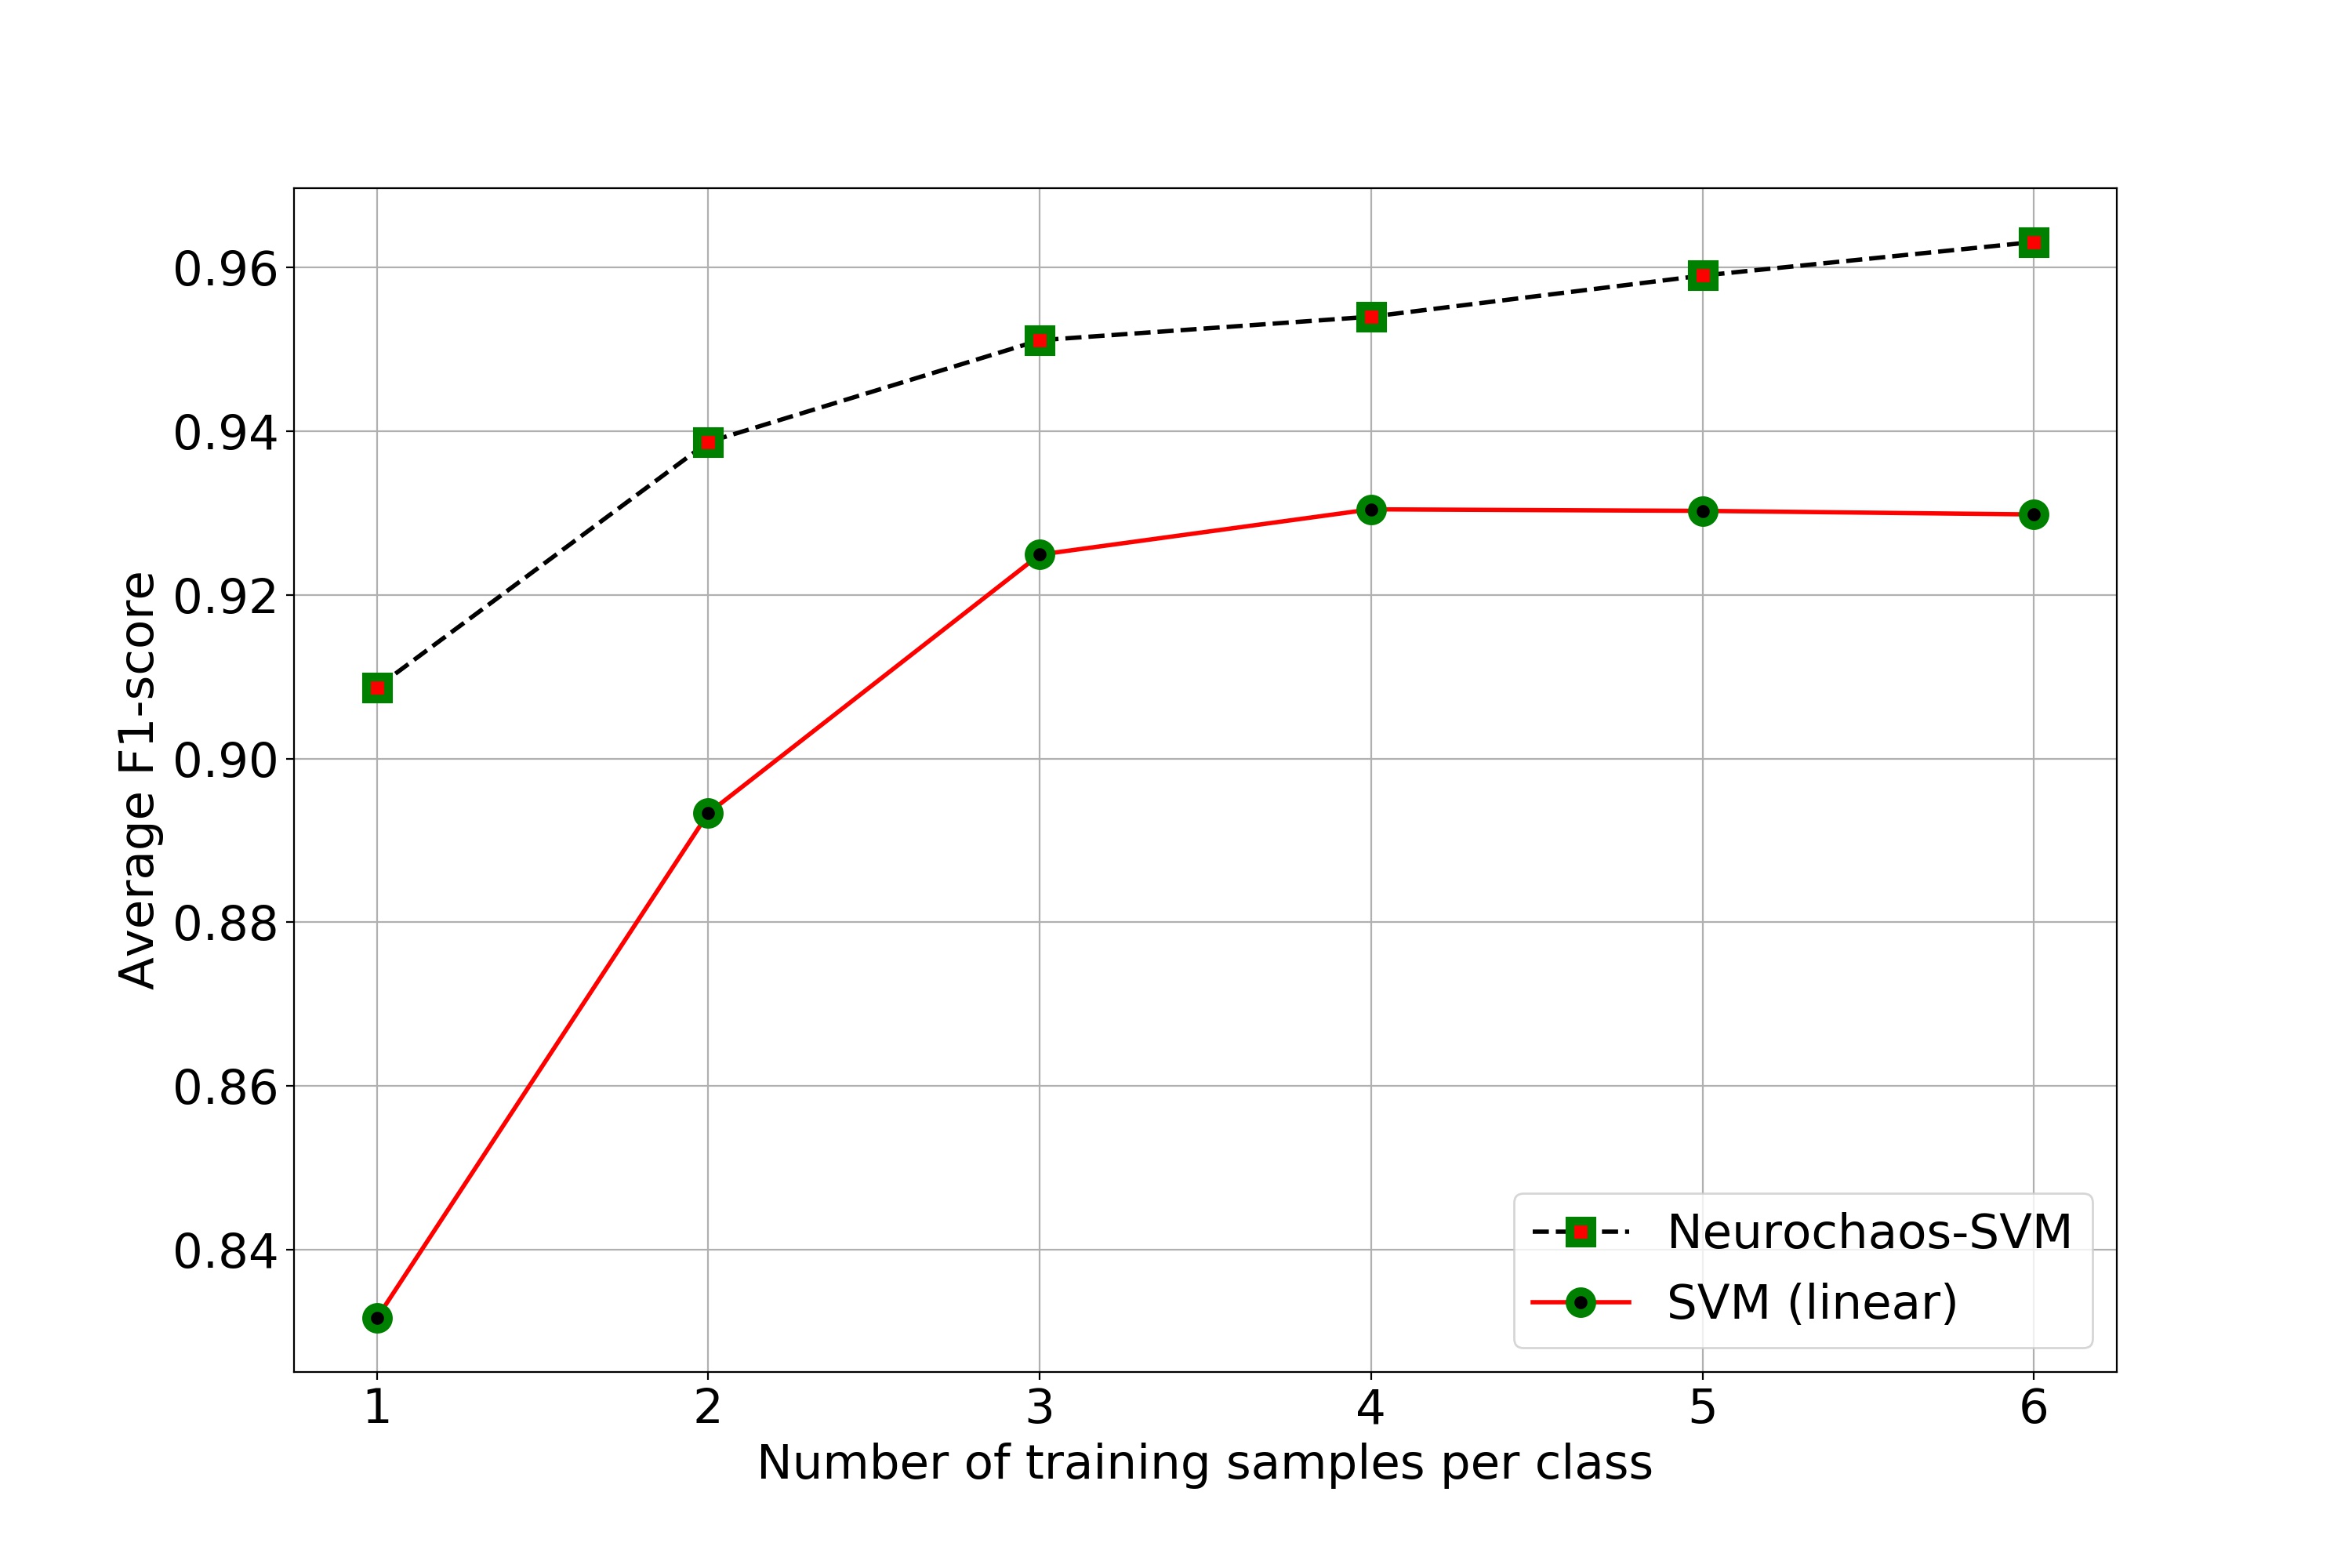 0.96
0.94
0.92
0.90
0.88
0.86
0.84
Average F1-score
1 2 3 4 5 6
Number of training samples per class
Neurochaos-SVM
SVM (linear)